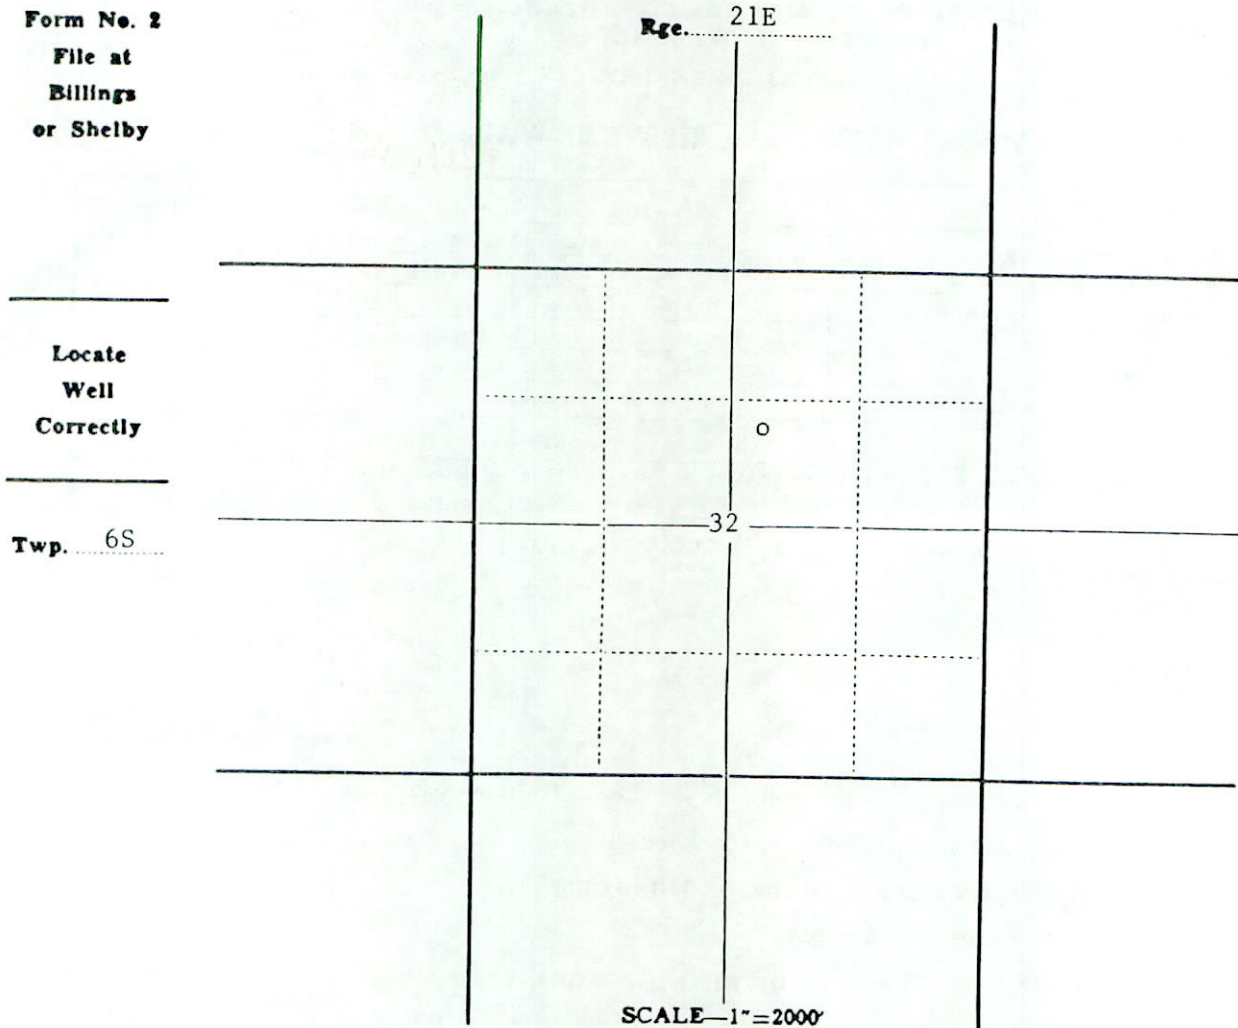 Form No. 2
File at
Billings
or Shelby
Rge. 21E
Locate
Well
Correctly
Twp. 6S
32
SCALE—1"=2000'